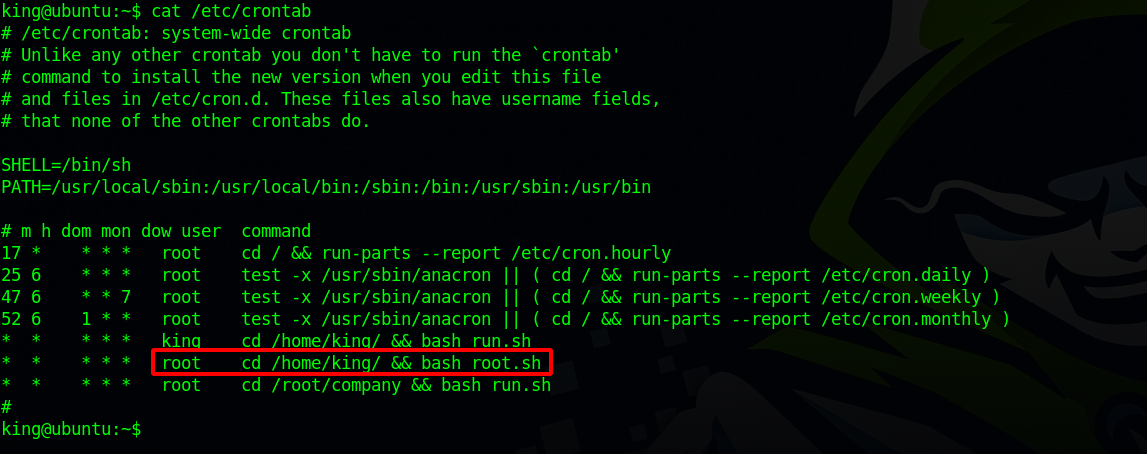 king@ubuntu:~$ cat /etc/crontab
# /etc/crontab: system-wide crontab
# Unlike any other crontab you don't have to run the `crontab'
# command to install the new version when you edit this file
# and files in /etc/cron.d. These files also have username fields,
# that none of the other crontabs do.

SHELL=/bin/sh
PATH=/usr/local/sbin:/usr/local/bin:/sbin:/bin:/usr/sbin:/usr/bin

# m h dom mon dow user  command
17 *    * * *   root    cd / && run-parts --report /etc/cron.hourly
25 6    * * *   root    test -x /usr/sbin/anacron || ( cd / && run-parts --report /etc/cron.daily )
47 6    * * 7   root    test -x /usr/sbin/anacron || ( cd / && run-parts --report /etc/cron.weekly )
52 6    1 * *   root    test -x /usr/sbin/anacron || ( cd / && run-parts --report /etc/cron.monthly )
*  *    * * *   king    cd /home/king/ && bash run.sh
*  *    * * *   root    cd /home/king/ && bash root.sh
*  *    * * *   root    cd /root/company && bash run.sh
#
king@ubuntu:~$